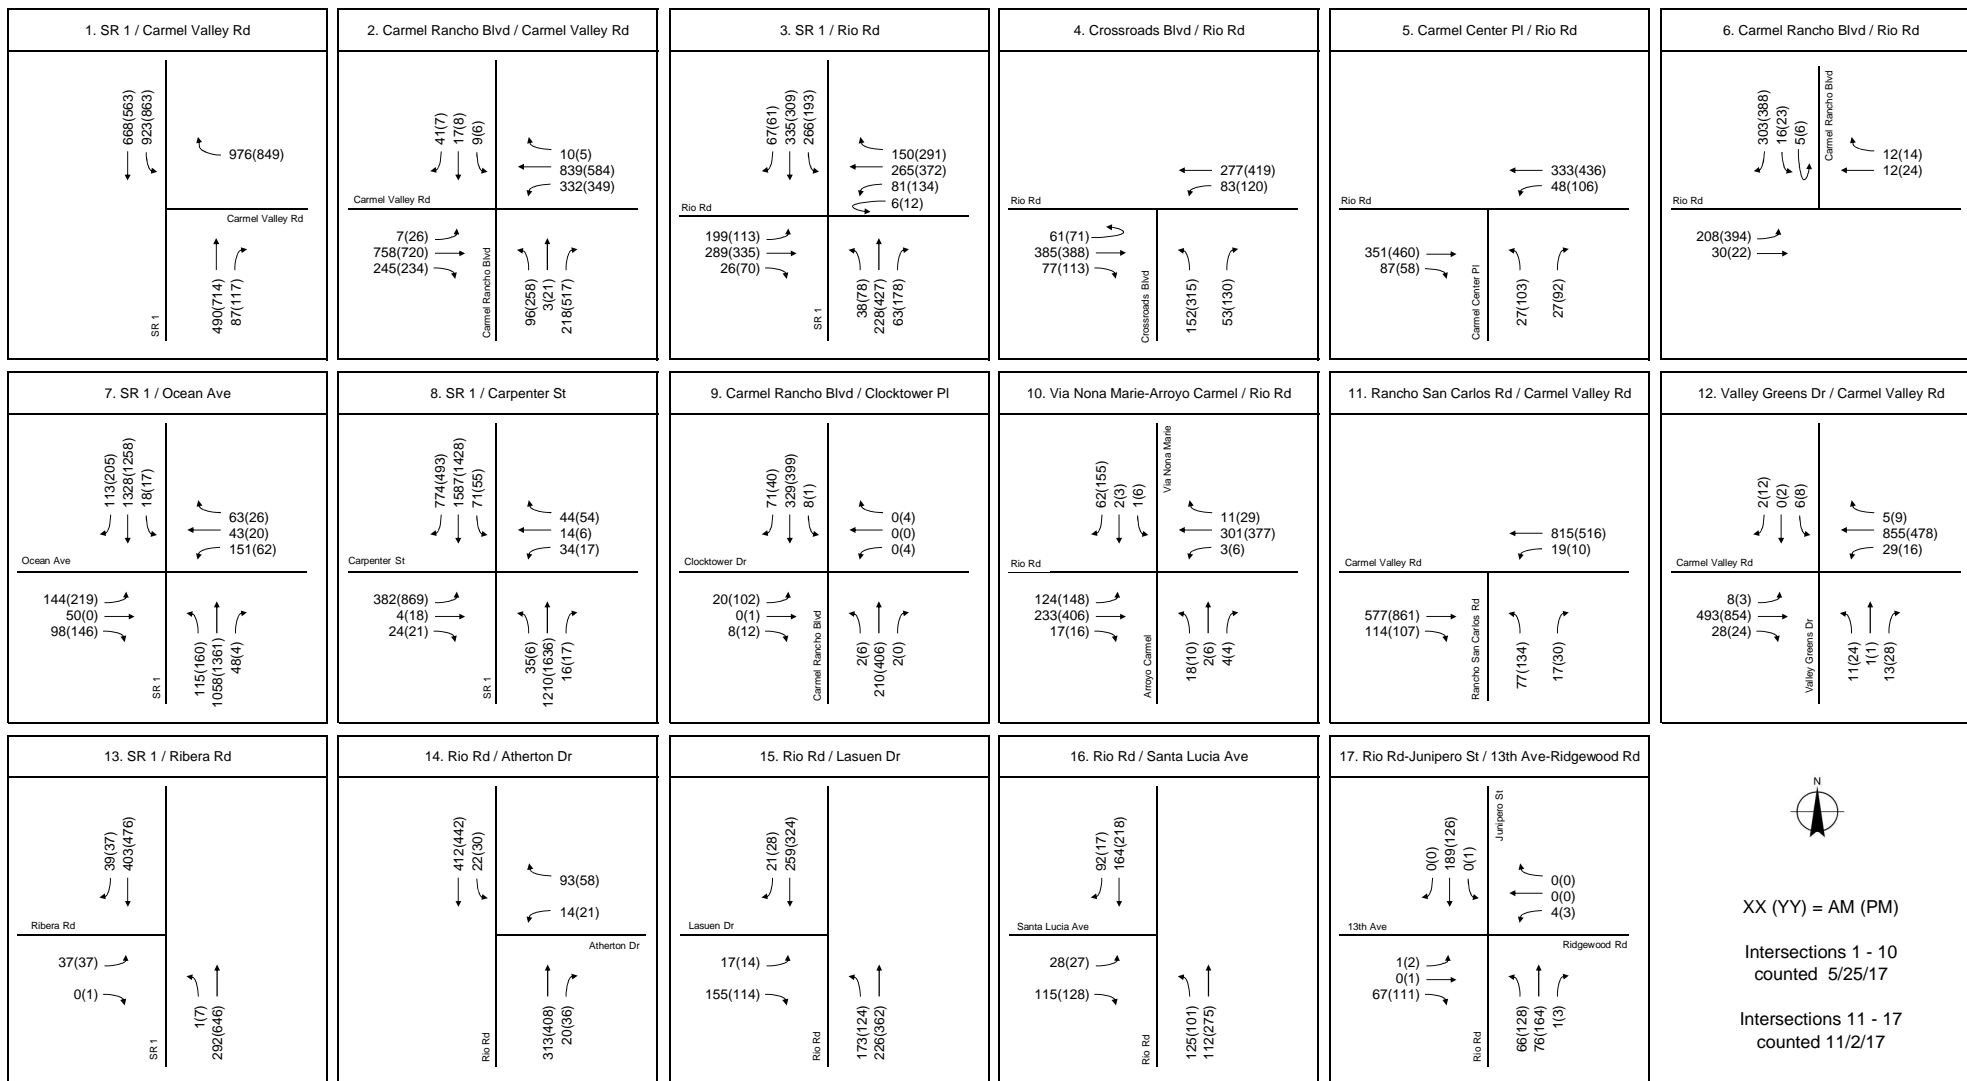 1. SR 1 / Carmel Valley Rd
668(563)
923(863)
976(849)
Carmel Valley Rd
SR 1
490(714)
87(117)
2. Carmel Rancho Blvd / Carmel Valley Rd
41(7)
17(8)
9(6)
10(5)
839(584)
332(349)
Carmel Valley Rd
7(26)
758(720)
245(234)
Carmel Rancho Blvd
96(258)
3(21)
218(517)
3. SR 1 / Rio Rd
67(61)
335(309)
266(193)
150(291)
265(372)
81(134)
6(12)
Rio Rd
199(113)
289(335)
26(70)
SR 1
38(78)
228(427)
63(178)
4. Crossroads Blvd / Rio Rd
277(419)
83(120)
Rio Rd
61(71)
385(388)
77(113)
Crossroads Blvd
152(315)
53(130)
5. Carmel Center Pl / Rio Rd
333(436)
48(106)
Rio Rd
351(460)
87(58)
Carmel Center Pl
27(103)
27(92)
6. Carmel Rancho Blvd / Rio Rd
303(388)
16(23)
5(6)
Carmel Rancho Blvd
12(14)
12(24)
Rio Rd
208(394)
30(22)
7. SR 1 / Ocean Ave
113(205)
1328(1258)
18(17)
63(26)
43(20)
151(62)
Ocean Ave
144(219)
50(0)
98(146)
SR 1
115(160)
1058(1361)
48(4)
8. SR 1 / Carpenter St
774(493)
1587(1428)
71(55)
44(54)
14(6)
34(17)
Carpenter St
382(869)
4(18)
24(21)
SR 1
35(6)
1210(1636)
16(17)
9. Carmel Rancho Blvd / Clocktower Pl
71(40)
329(399)
8(1)
0(4)
0(0)
0(4)
Clocktower Dr
20(102)
0(1)
8(12)
Carmel Rancho Blvd
2(6)
210(406)
2(0)
10. Via Nona Marie-Arroyo Carmel / Rio Rd
62(155)
2(3)
1(6)
Via Nona Marie
11(29)
301(377)
3(6)
Rio Rd
124(148)
233(406)
17(16)
Arroyo Carmel
18(10)
2(6)
4(4)
11. Rancho San Carlos Rd / Carmel Valley Rd
815(516)
19(10)
Carmel Valley Rd
577(861)
114(107)
Rancho San Carlos Rd
77(134)
17(30)
12. Valley Greens Dr / Carmel Valley Rd
2(12)
0(2)
6(8)
5(9)
855(478)
29(16)
Carmel Valley Rd
8(3)
493(854)
28(24)
Valley Greens Dr
11(24)
1(1)
13(28)
13. SR 1 / Ribera Rd
39(37)
403(476)
Ribera Rd
37(37)
0(1)
SR 1
1(7)
292(646)
14. Rio Rd / Atherton Dr
412(442)
22(30)
93(58)
14(21)
Atherton Dr
Rio Rd
313(408)
20(36)
15. Rio Rd / Lasuen Dr
21(28)
259(324)
Lasuen Dr
17(14)
155(114)
Rio Rd
173(124)
226(362)
16. Rio Rd / Santa Lucia Ave
92(17)
164(218)
Santa Lucia Ave
28(27)
115(128)
Rio Rd
125(101)
112(275)
17. Rio Rd-Junipero St / 13th Ave-Ridgewood Rd
0(0)
189(126)
0(1)
Junipero St
0(0)
0(0)
4(3)
13th Ave
Ridgewood Rd
1(2)
0(1)
67(111)
Rio Rd
66(128)
76(164)
1(3)
N
XX (YY) = AM (PM)
Intersections 1 - 10
counted 5/25/17
Intersections 11 - 17
counted 11/2/17